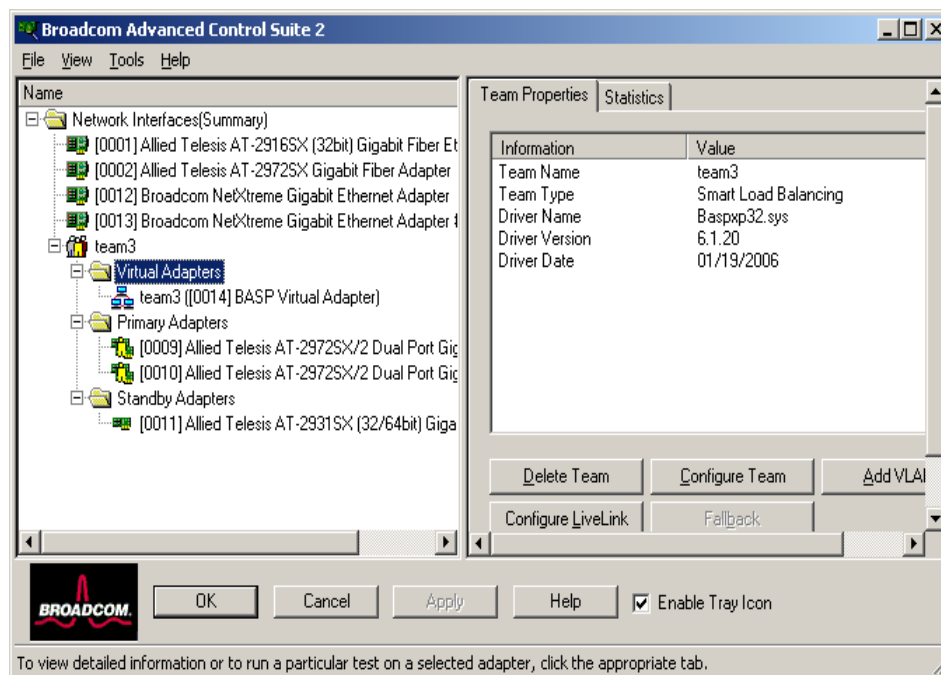 Broadcom Advanced Control Suite 2
File View Tools Help
Name
Network Interfaces(Summary)
[0001] Allied Telesis AT-2916SX (32bit) Gigabit Fiber Et
[0002] Allied Telesis AT-2972SX Gigabit Fiber Adapter
[0012] Broadcom NetXtreme Gigabit Ethernet Adapter
[0013] Broadcom NetXtreme Gigabit Ethernet Adapter
team3
Virtual Adapters
team3 ([0014] BASP Virtual Adapter)
Primary Adapters
[0009] Allied Telesis AT-2972SX/2 Dual Port Gig
[0010] Allied Telesis AT-2972SX/2 Dual Port Gig
Standby Adapters
[0011] Allied Telesis AT-2931SX (32/64bit) Giga
Team Properties Statistics
Information Value
Team Name team3
Team Type Smart Load Balancing
Driver Name Baspxp32.sys
Driver Version 6.1.20
Driver Date 01/19/2006
Delete Team Configure Team Add VLA
Configure LiveLink Fallback
BROADCOM.
OK Cancel Apply Help Enable Tray Icon
To view detailed information or to run a particular test on a selected adapter, click the appropriate tab.